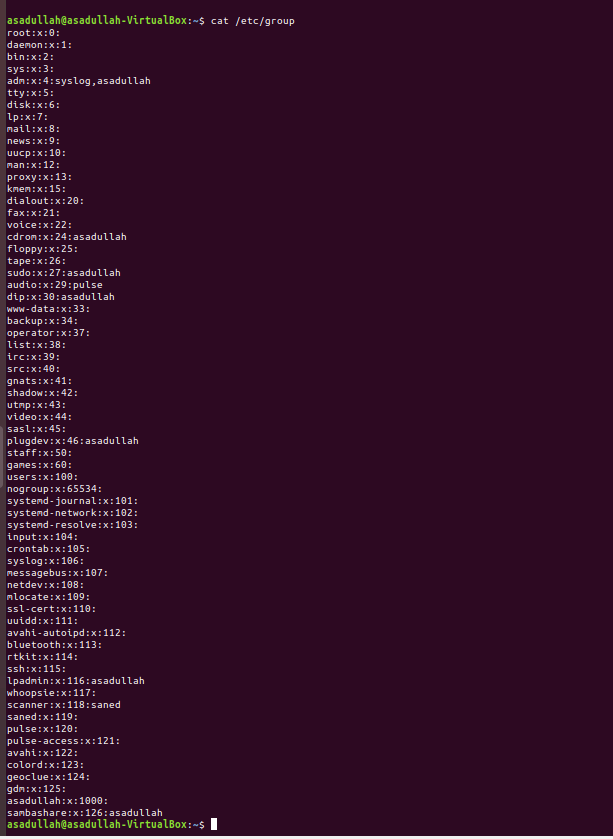 asadullah@asadullah-VirtualBox:~$ cat /etc/group
root:x:0:
daemon:x:1:
bin:x:2:
sys:x:3:
adm:x:4:syslog,asadullah
tty:x:5:
disk:x:6:
lp:x:7:
mail:x:8:
news:x:9:
uucp:x:10:
man:x:12:
proxy:x:13:
kmem:x:15:
dialout:x:20:
fax:x:21:
voice:x:22:
cdrom:x:24:asadullah
floppy:x:25:
tape:x:26:
sudo:x:27:asadullah
audio:x:29:pulse
dip:x:30:asadullah
www-data:x:33:
backup:x:34:
operator:x:37:
list:x:38:
irc:x:39:
src:x:40:
gnats:x:41:
shadow:x:42:
utmp:x:43:
video:x:44:
sasl:x:45:
plugdev:x:46:asadullah
staff:x:50:
games:x:60:
users:x:100:
nogroup:x:65534:
systemd-journal:x:101:
systemd-network:x:102:
systemd-resolve:x:103:
input:x:104:
crontab:x:105:
syslog:x:106:
messagebus:x:107:
netdev:x:108:
mlocate:x:109:
ssl-cert:x:110:
uuidd:x:111:
avahi-autoipd:x:112:
bluetooth:x:113:
rtkit:x:114:
ssh:x:115:
lpadmin:x:116:asadullah
whoopsie:x:117:
scanner:x:118:saned
saned:x:119:
pulse:x:120:
pulse-access:x:121:
avahi:x:122:
colord:x:123:
geoclue:x:124:
gdm:x:125:
asadullah:x:1000:
sambashare:x:126:asadullah
asadullah@asadullah-VirtualBox:~$